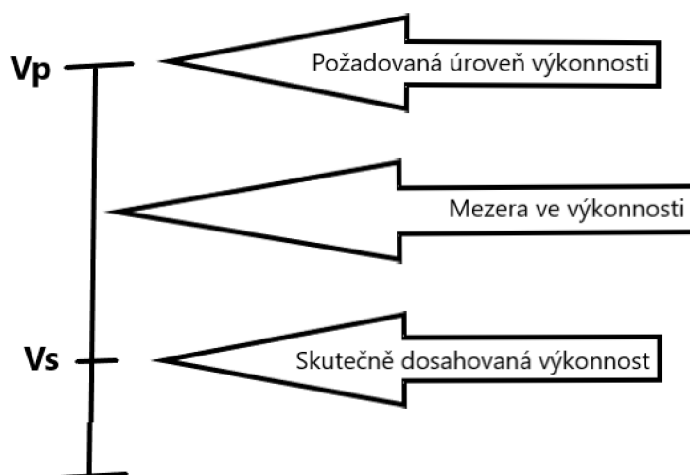 Vp
Požadovaná úroveň výkonnosti
Mezera ve výkonnosti
Vs
Skutečně dosahovaná výkonnost